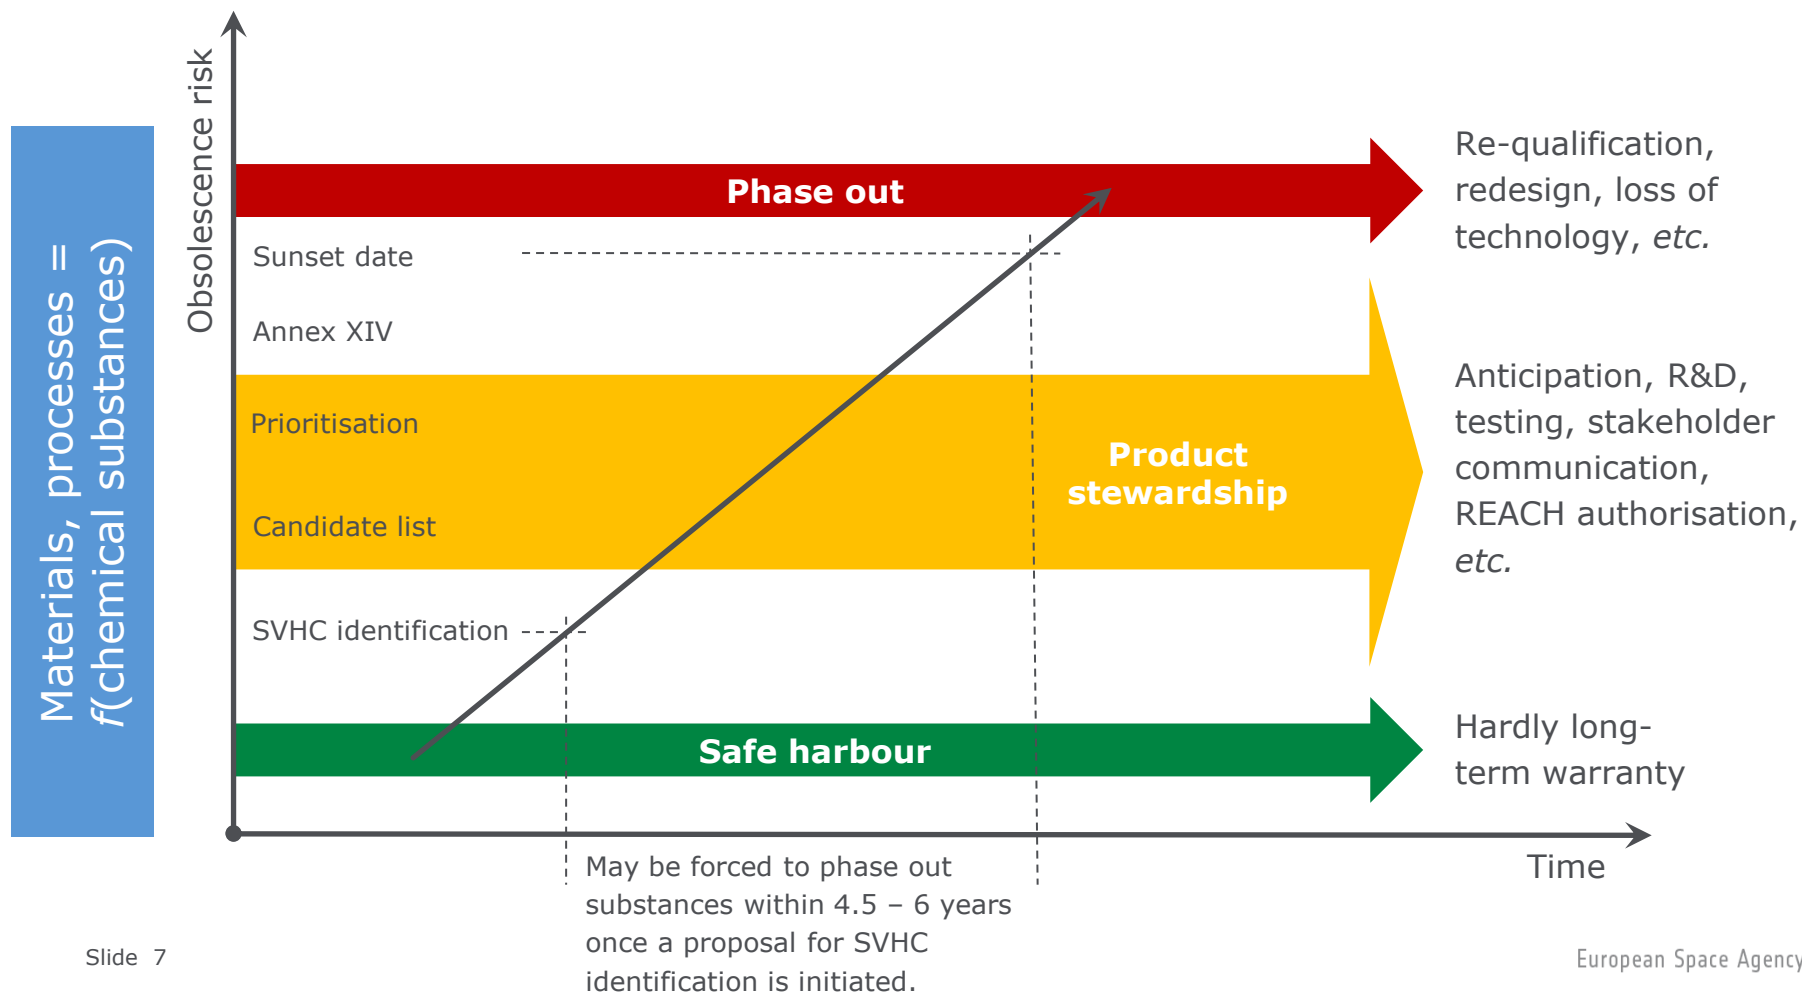 Materials, processes =
f(chemical substances)
Obsolescence risk
Phase out
Re-qualification,
redesign, loss of
technology, etc.
Sunset date
Annex XIV
Prioritisation
Candidate list
Product
stewardship
Anticipation, R&D,
testing, stakeholder
communication,
REACH authorisation,
etc.
SVHC identification
Safe harbour
Hardly long-
term warranty
Time
May be forced to phase out
substances within 4.5 – 6 years
once a proposal for SVHC
identification is initiated.
Slide 7
European Space Agency